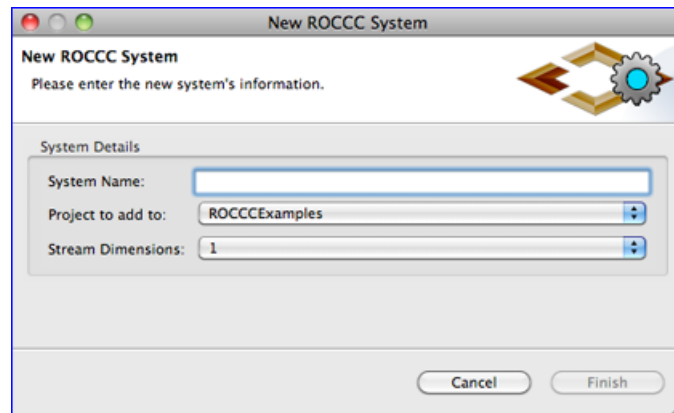 New ROCCC System
New ROCCC System
Please enter the new system's information.
System Details
System Name:
Project to add to: ROCCCExamples
Stream Dimensions: 1
Cancel Finish